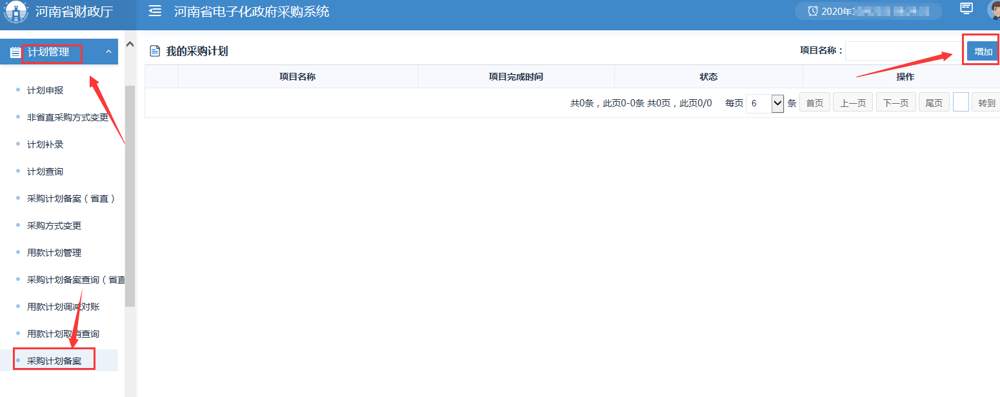 河南省财政厅
河南省电子化政府采购系统
2020年1
计划管理
计划申报
非省直采购方式变更
计划补录
计划查询
采购计划备案（省直）
采购方式变更
用款计划管理
采购计划备案查询（省直
用款计划调减对账
用款计划取消查询
采购计划备案
我的采购计划
项目名称：
增加
项目名称 项目完成时间 状态 操作
共0条，此页0-0条 共0页，此页0/0 每页 6 条 首页 上一页 下一页 尾页 转到